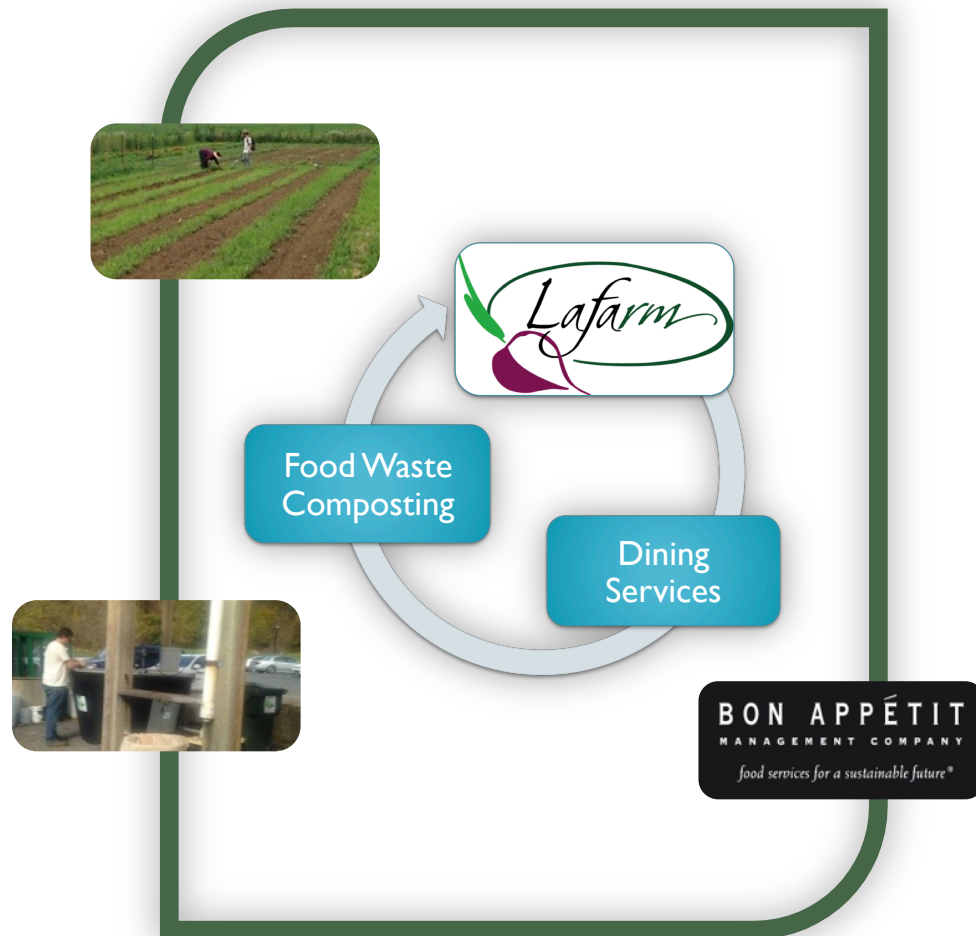 Lafarm
Food Waste
Composting
Dining
Services
BON APPÉTIT
MANAGEMENT COMPANY
food services for a sustainable future®